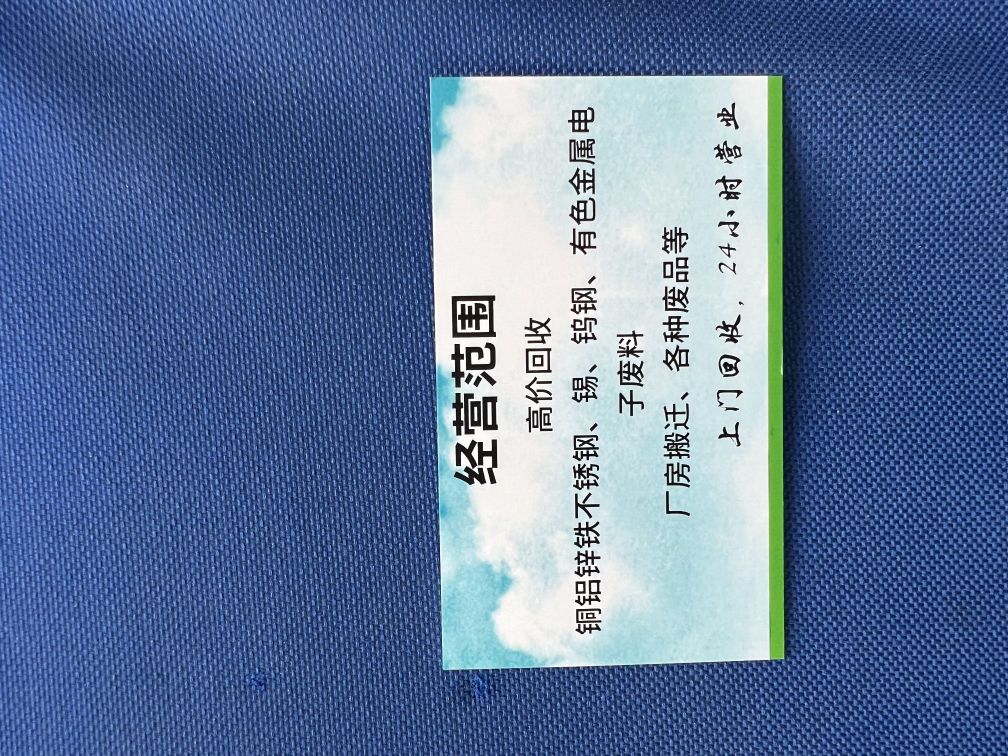 经营范围
高价回收
铜铝锌铁不锈钢、锡、钨钢、有色金属电
子废料
厂房搬迁、各种废品等
上门回收，24小时营业